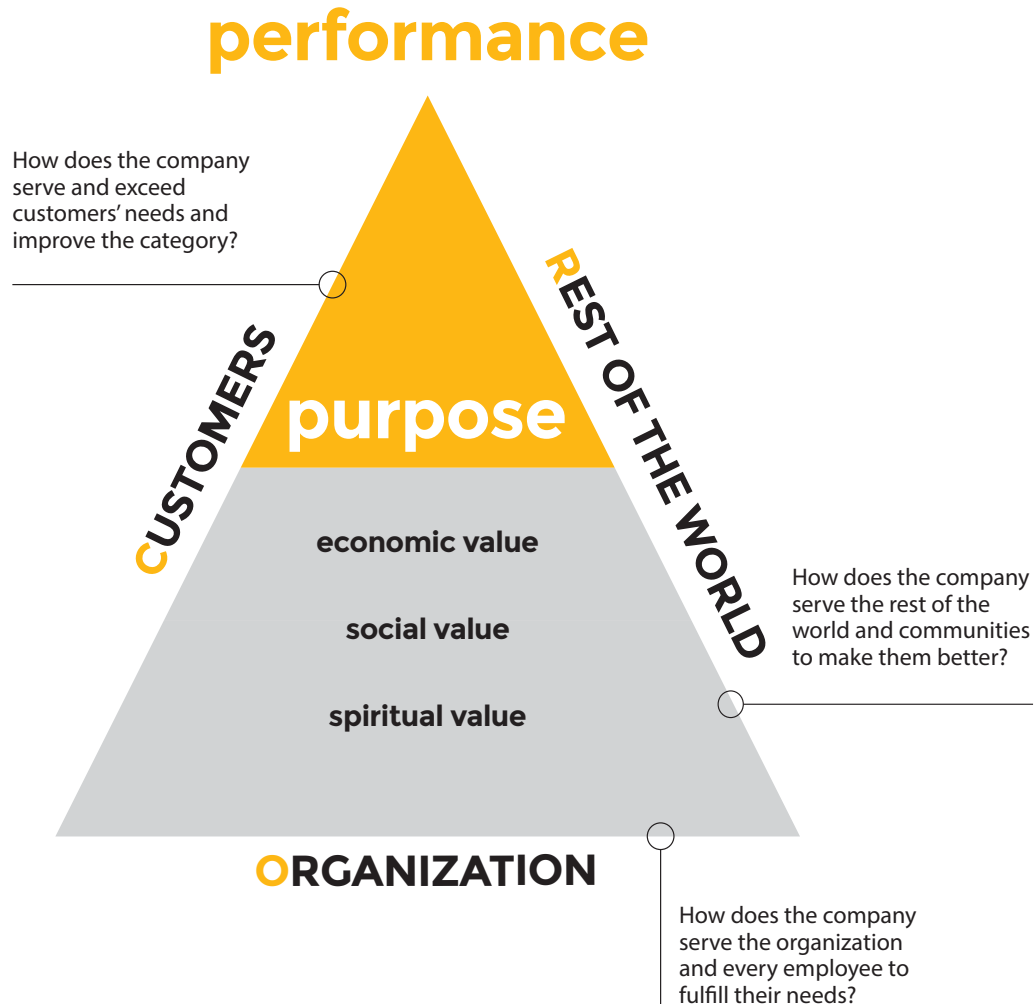 performance
How does the company
serve and exceed
customers' needs and
improve the category?
CUSTOMERS
REST OF THE WORLD
purpose
economic value
social value
spiritual value
How does the company
serve the rest of the
world and communities
to make them better?
ORGANIZATION
How does the company
serve the organization
and every employee to
fulfill their needs?